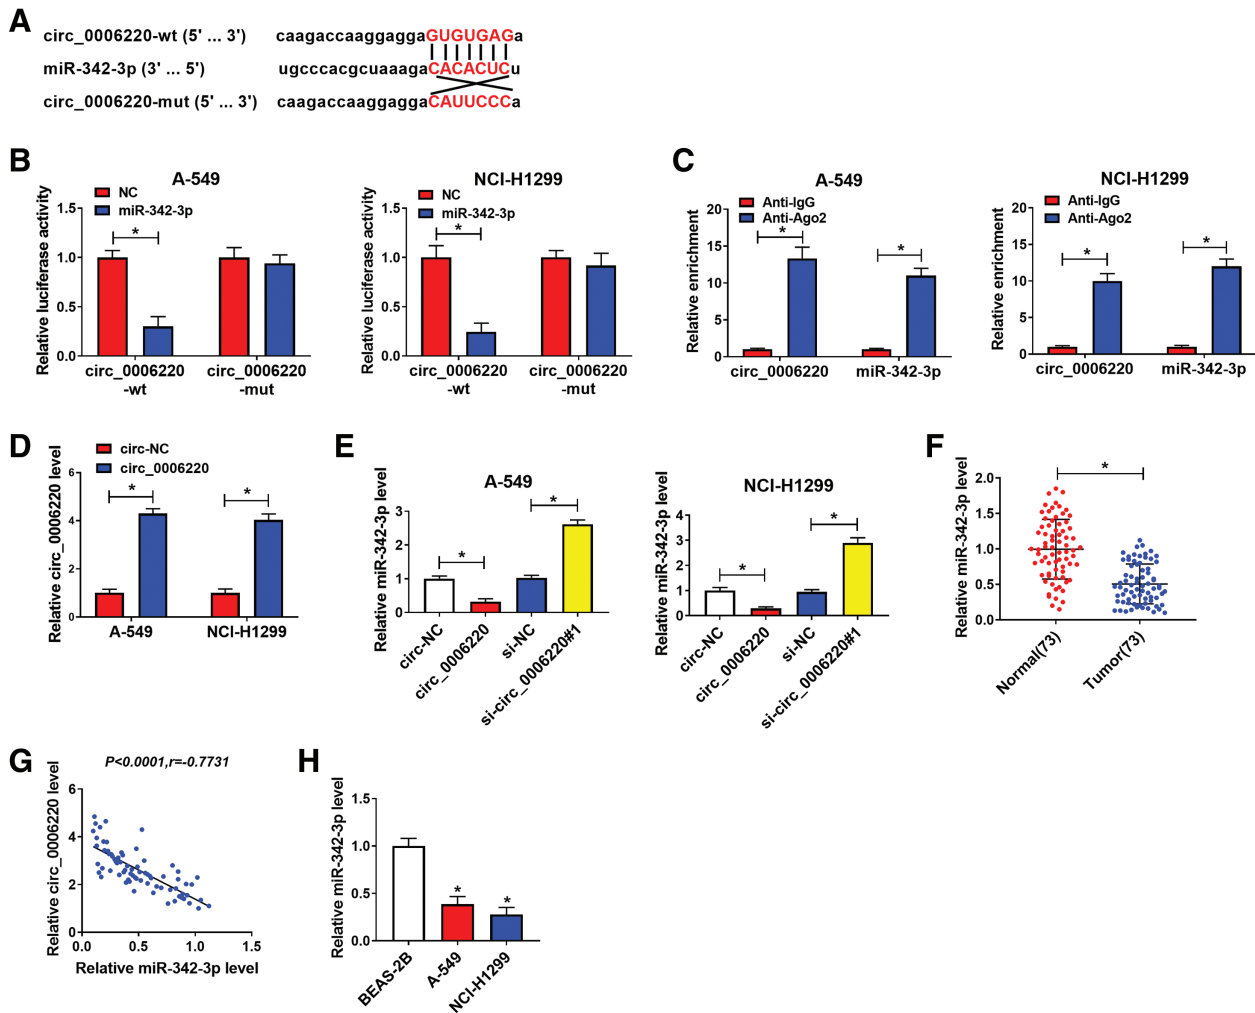 A
circ_0006220-wt (5' ... 3') caagaccaaggaggaGUGUGAGa
miR-342-3p (3' ... 5') ugcccacgcuaaagaCACACUCu
circ_0006220-mut (5' ... 3') caagaccaaggaggaCAUUCCCa
B
A-549
NC
miR-342-3p
Relative luciferase activity
1.5
1.0
0.5
0.0
circ_0006220
-wt
circ_0006220
-mut
*
NCI-H1299
NC
miR-342-3p
Relative luciferase activity
1.5
1.0
0.5
0.0
circ_0006220
-wt
circ_0006220
-mut
*
C
A-549
Anti-IgG
Anti-Ago2
Relative enrichment
20
15
10
5
0
circ_0006220
miR-342-3p
*
*
NCI-H1299
Anti-IgG
Anti-Ago2
Relative enrichment
20
15
10
5
0
circ_0006220
miR-342-3p
*
*
D
circ-NC
circ_0006220
Relative circ_0006220 level
6
4
2
0
A-549
NCI-H1299
*
*
E
A-549
Relative miR-342-3p level
3
2
1
0
circ-NC
circ_0006220
si-NC
si-circ_0006220#1
*
*
NCI-H1299
Relative miR-342-3p level
4
3
2
1
0
circ-NC
circ_0006220
si-NC
si-circ_0006220#1
*
*
F
Relative miR-342-3p level
2.0
1.5
1.0
0.5
0.0
Normal(73)
Tumor(73)
*
G
P<0.0001,r=-0.7731
Relative circ_0006220 level
6
4
2
0
0.0
0.5
1.0
1.5
Relative miR-342-3p level
H
Relative miR-342-3p level
1.5
1.0
0.5
0.0
BEAS-2B
A-549
NCI-H1299
*
*